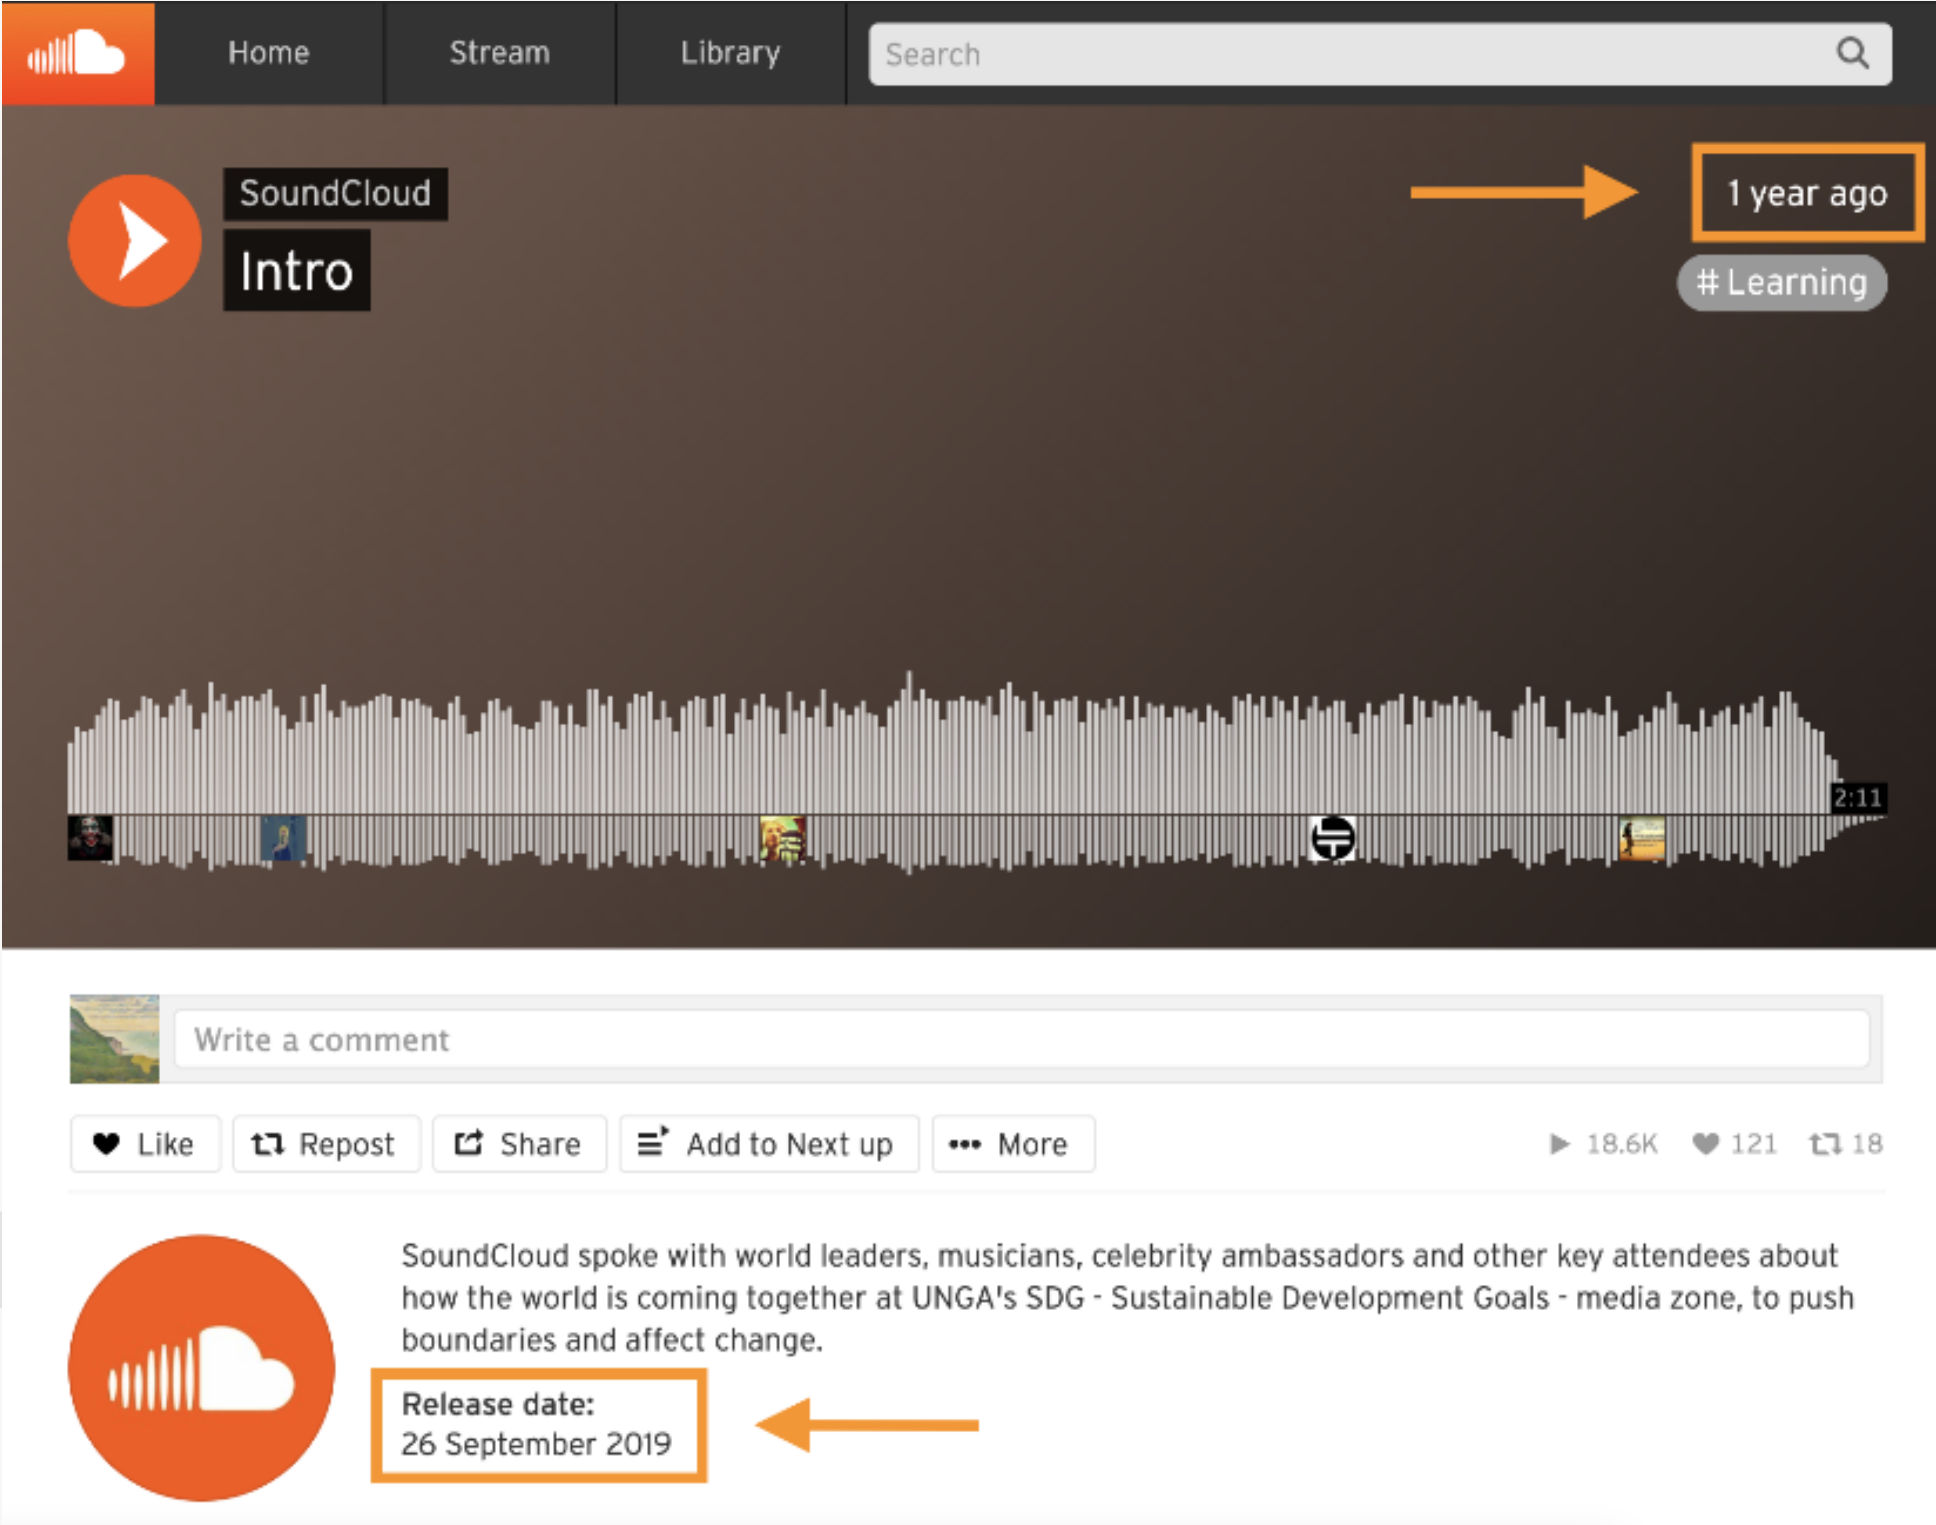 Home
Stream
Library
Search
SoundCloud
Intro
1 year ago
# Learning
2:11
Write a comment
Like
Repost
Share
Add to Next up
More
18.6K
121
18
SoundCloud spoke with world leaders, musicians, celebrity ambassadors and other key attendees about
how the world is coming together at UNGA's SDG - Sustainable Development Goals - media zone, to push
boundaries and affect change.
Release date:
26 September 2019